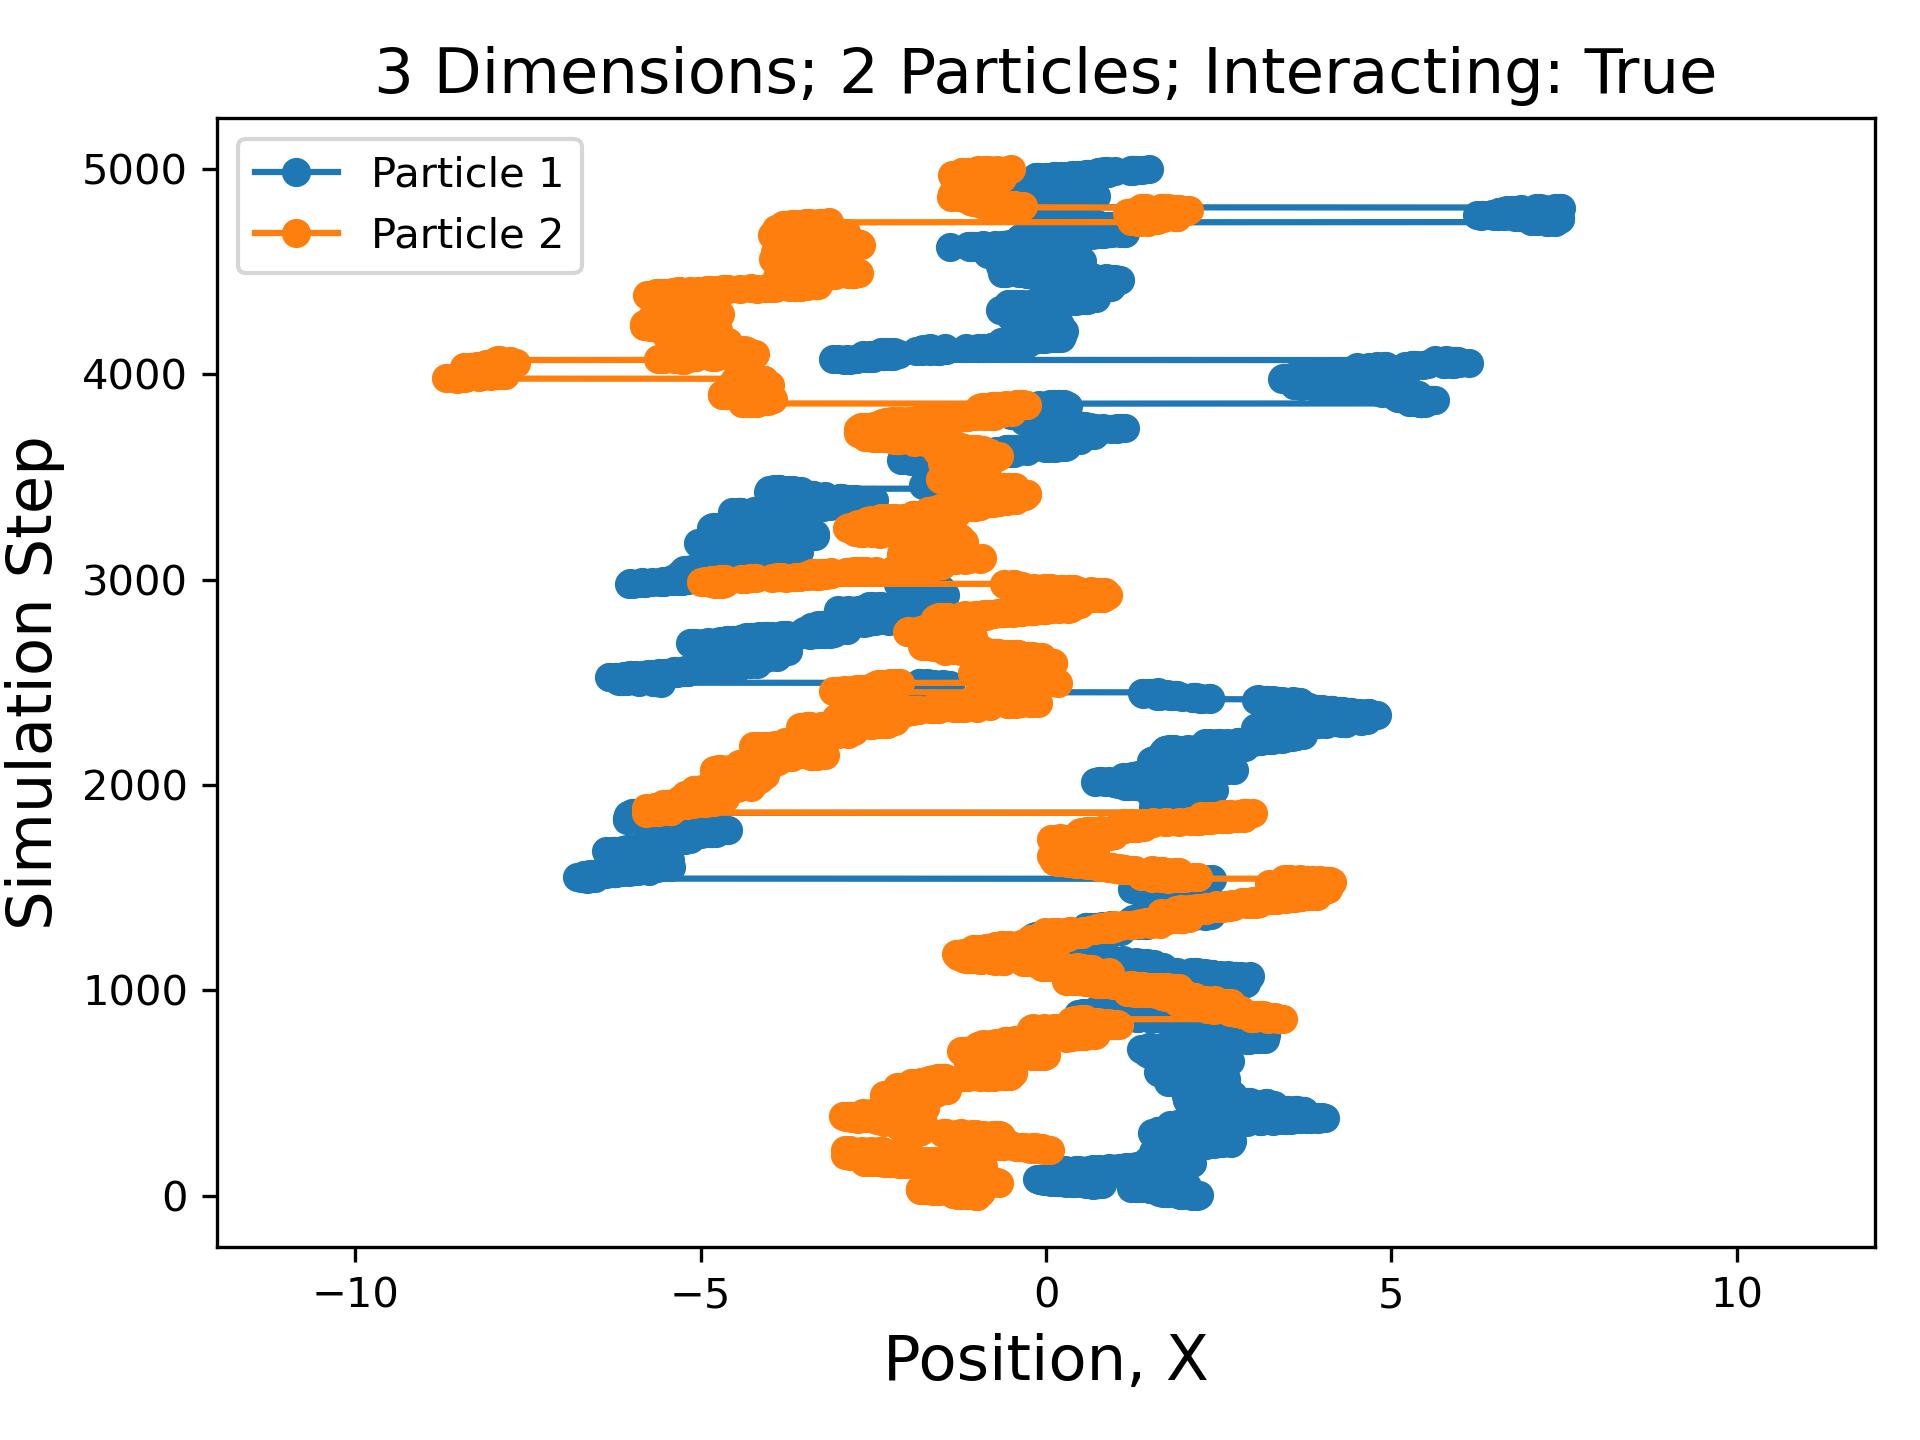 3 Dimensions; 2 Particles; Interacting: True
Particle 1
Particle 2
5000
4000
3000
2000
1000
0
Simulation Step
−10
−5
0
5
10
Position, X